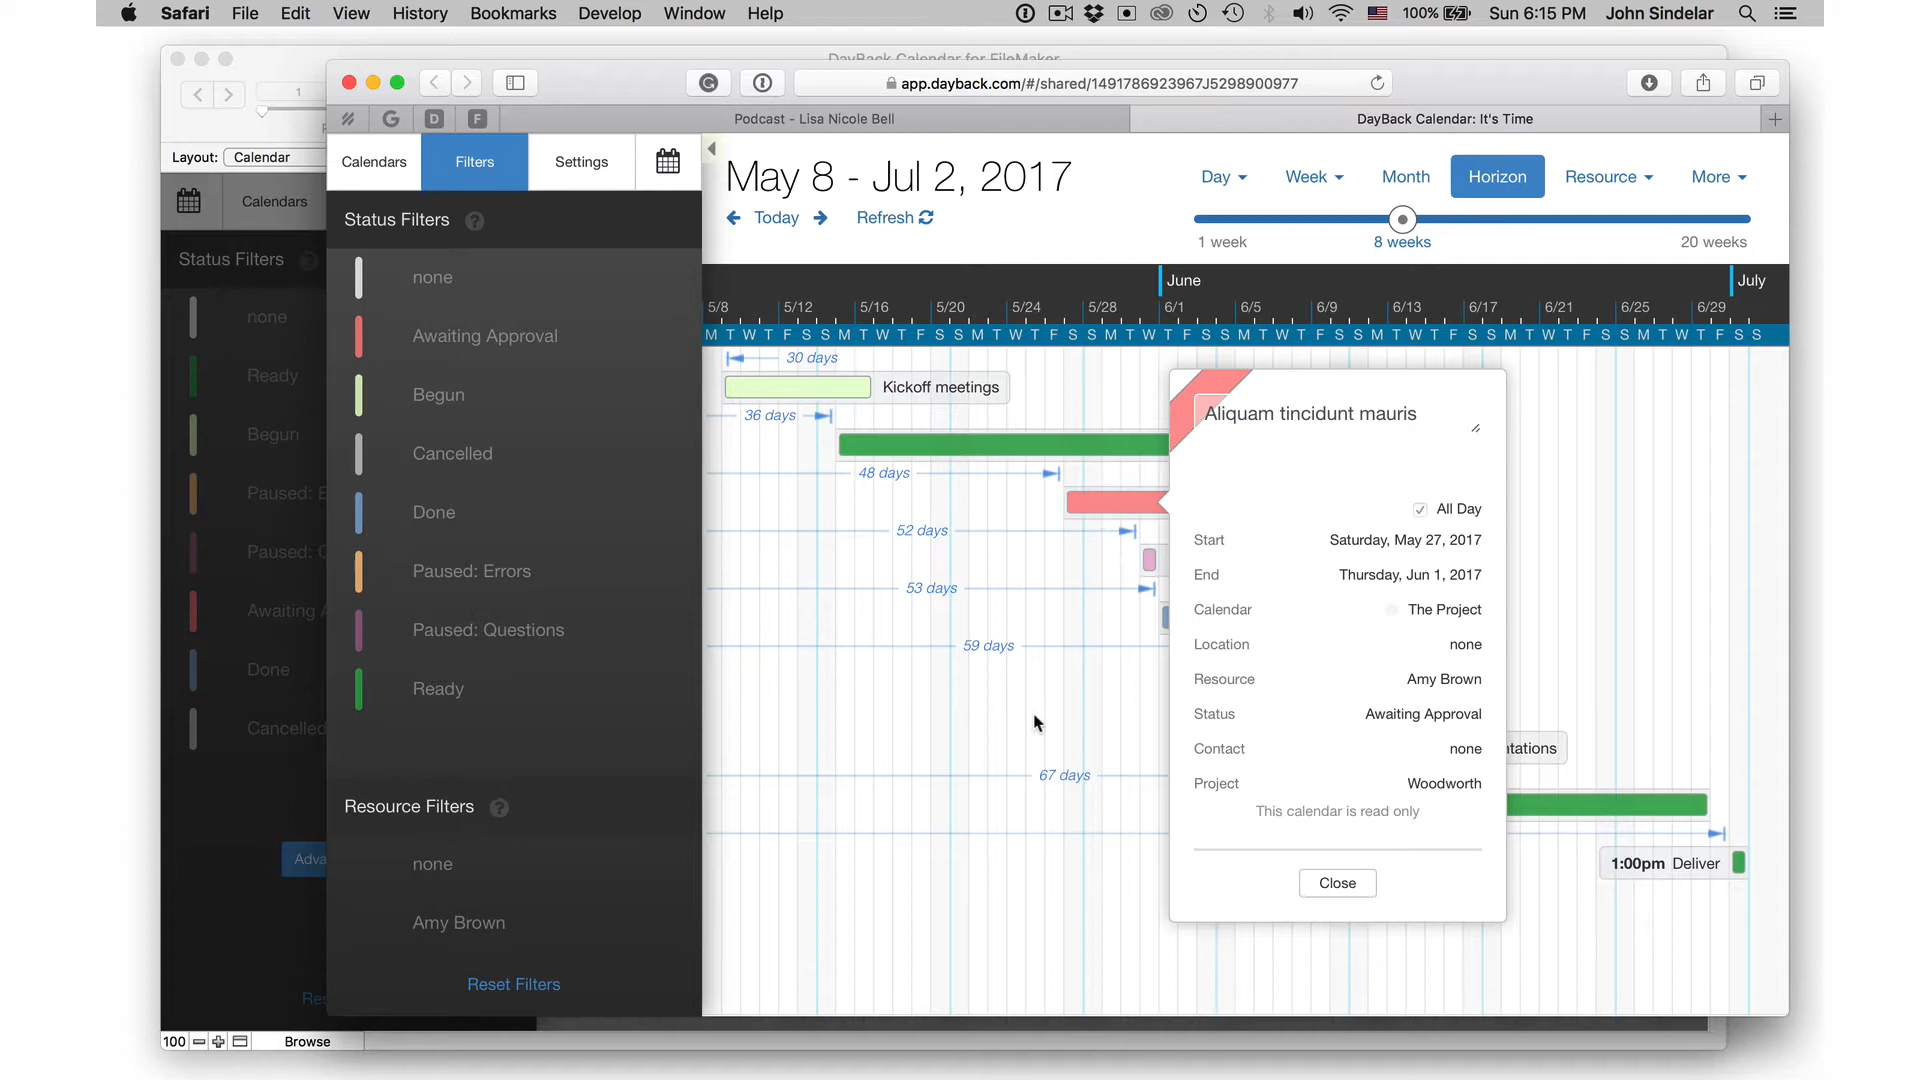 Safari File Edit View History Bookmarks Develop Window Help 100% Sun 6:15 PM John Sindelar
DayBack Calendar for FileMaker
1
app.dayback.com/#/shared/1491786923967J5298900977
G D F
Podcast - Lisa Nicole Bell
DayBack Calendar: It's Time
Layout: Calendar
Calendars
Status Filters ?
none
Ready
Begun
Paused: E
Paused: Q
Awaiting A
Done
Cancelled
Adva
Res
100 Browse
Calendars Filters Settings
Status Filters ?
none
Awaiting Approval
Begun
Cancelled
Done
Paused: Errors
Paused: Questions
Ready
Resource Filters ?
none
Amy Brown
Reset Filters
May 8 - Jul 2, 2017
Today Refresh
Day Week Month Horizon Resource More
1 week 8 weeks 20 weeks
June July
5/8 5/12 5/16 5/20 5/24 5/28 6/1 6/5 6/9 6/13 6/17 6/21 6/25 6/29
M T W T F S S M T W T F S S M T W T F S S M T W T F S S M T W T F S S M T W T F S S M T W T F S S M T W T F S S
30 days
Kickoff meetings
36 days
48 days
52 days
53 days
59 days
67 days
ntations
1:00pm Deliver
Aliquam tincidunt mauris
All Day
Start Saturday, May 27, 2017
End Thursday, Jun 1, 2017
Calendar The Project
Location none
Resource Amy Brown
Status Awaiting Approval
Contact none
Project Woodworth
This calendar is read only
Close